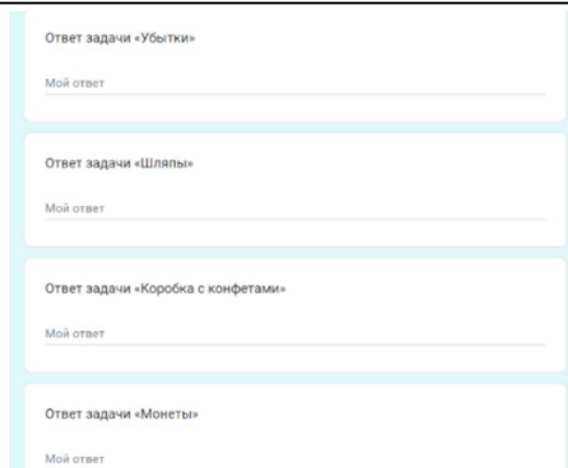 Ответ задачи «Убытки»
Мой ответ
Ответ задачи «Шляпы»
Мой ответ
Ответ задачи «Коробка с конфетами»
Мой ответ
Ответ задачи «Монеты»
Мой ответ